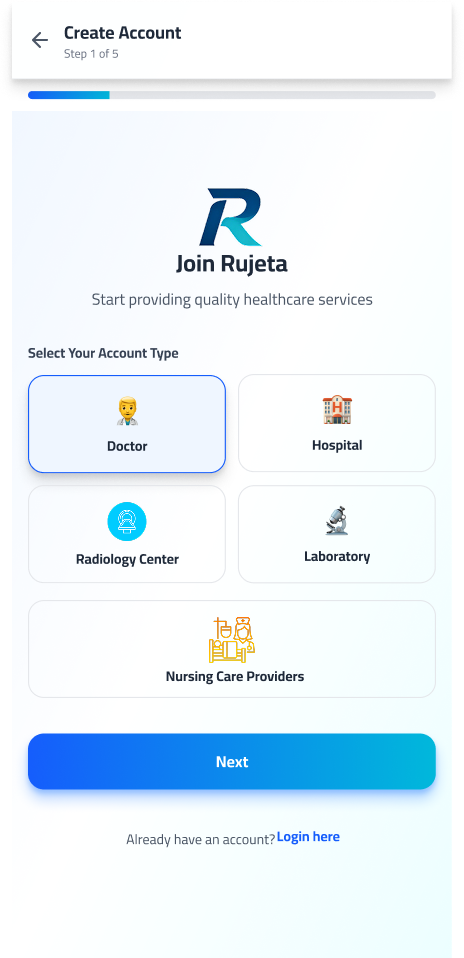 Create Account
Step 1 of 5
Join Rujeta
Start providing quality healthcare services
Select Your Account Type
Doctor
Hospital
Radiology Center
Laboratory
Nursing Care Providers
Next
Already have an account? Login here